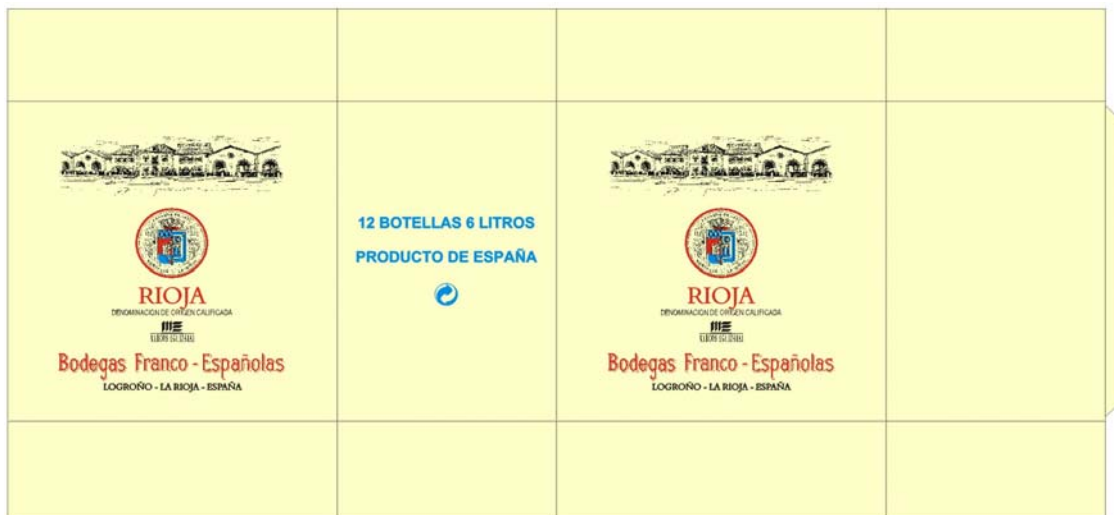 RIOJA
DENOMINACION DE ORIGEN CALIFICADA
Bodegas Franco - Españolas
LOGROÑO - LA RIOJA - ESPAÑA
12 BOTELLAS 6 LITROS
PRODUCTO DE ESPAÑA
RIOJA
DENOMINACION DE ORIGEN CALIFICADA
Bodegas Franco - Españolas
LOGROÑO - LA RIOJA - ESPAÑA